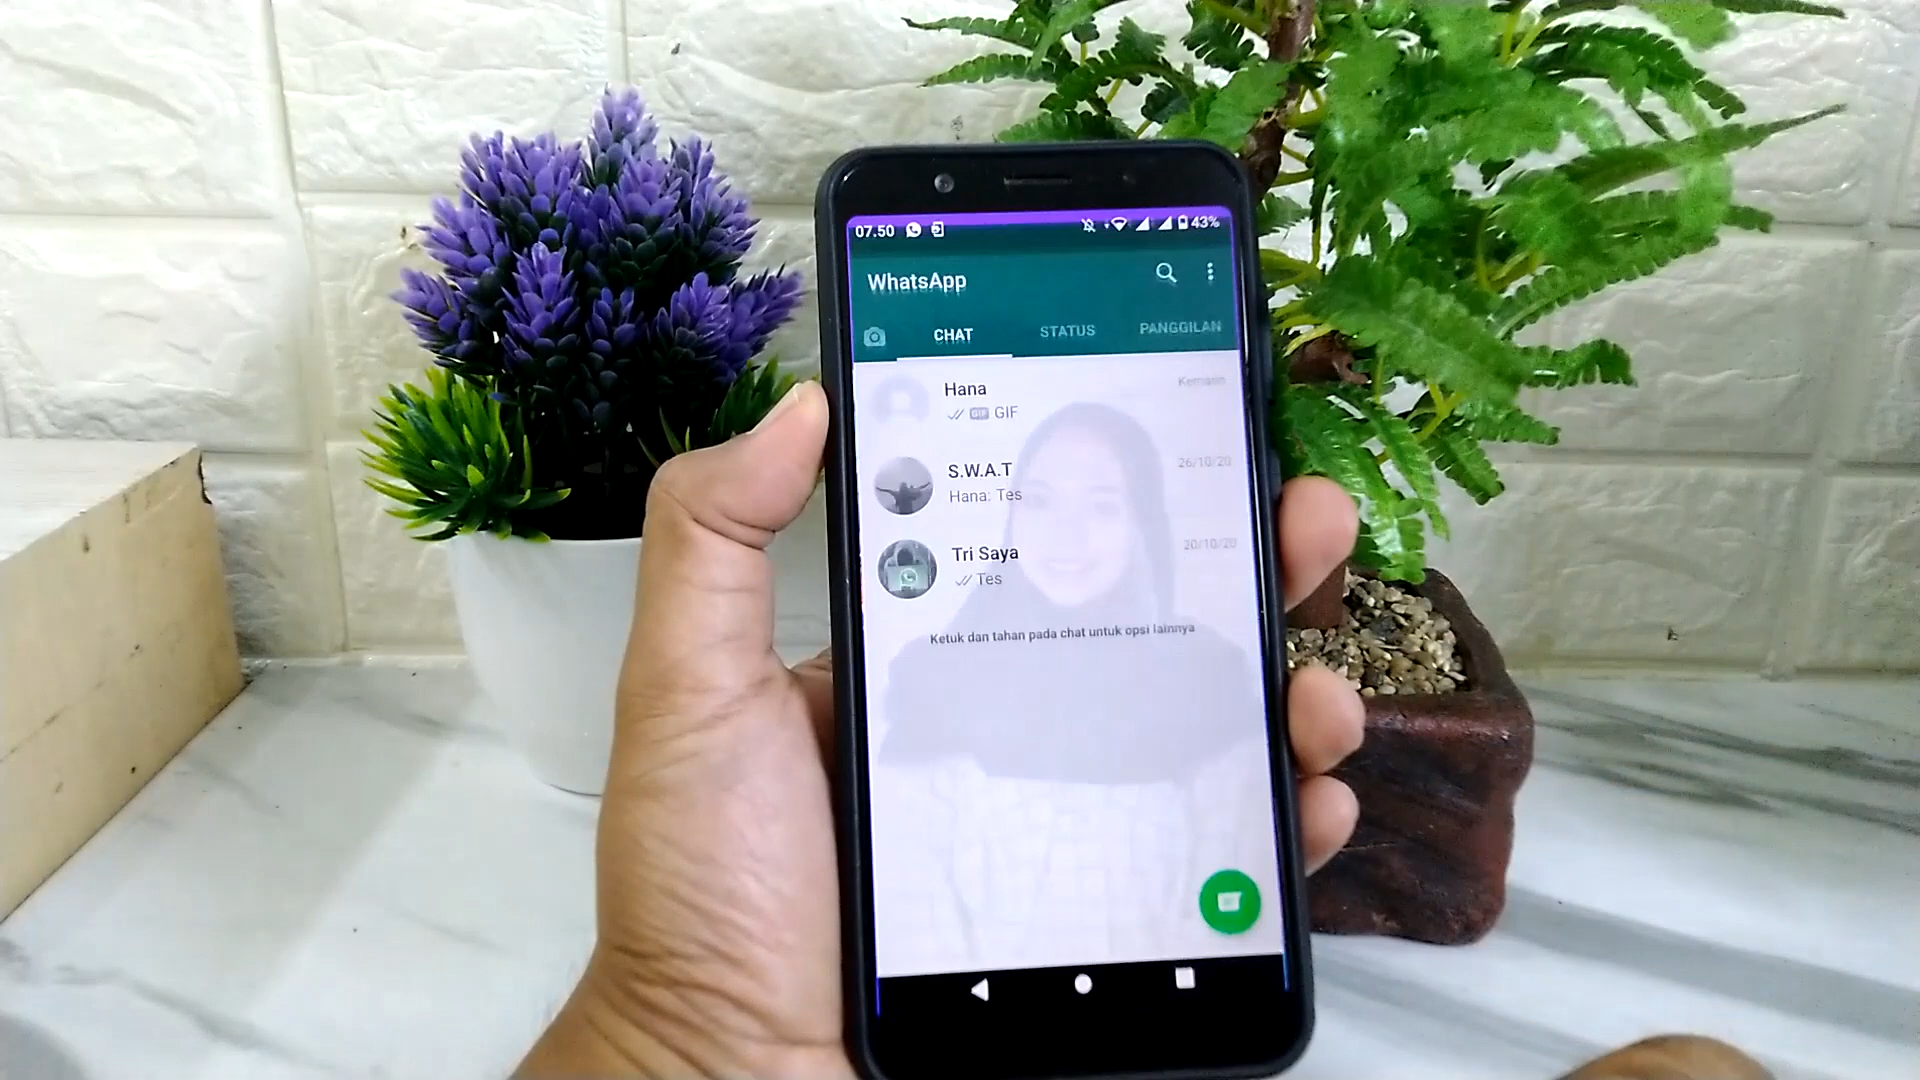 07.50 43%
WhatsApp
CHAT STATUS PANGGILAN
Hana Kemarin
GIF GIF
S.W.A.T 26/10/20
Hana: Tes
Tri Saya 20/10/20
Tes
Ketuk dan tahan pada chat untuk opsi lainnya